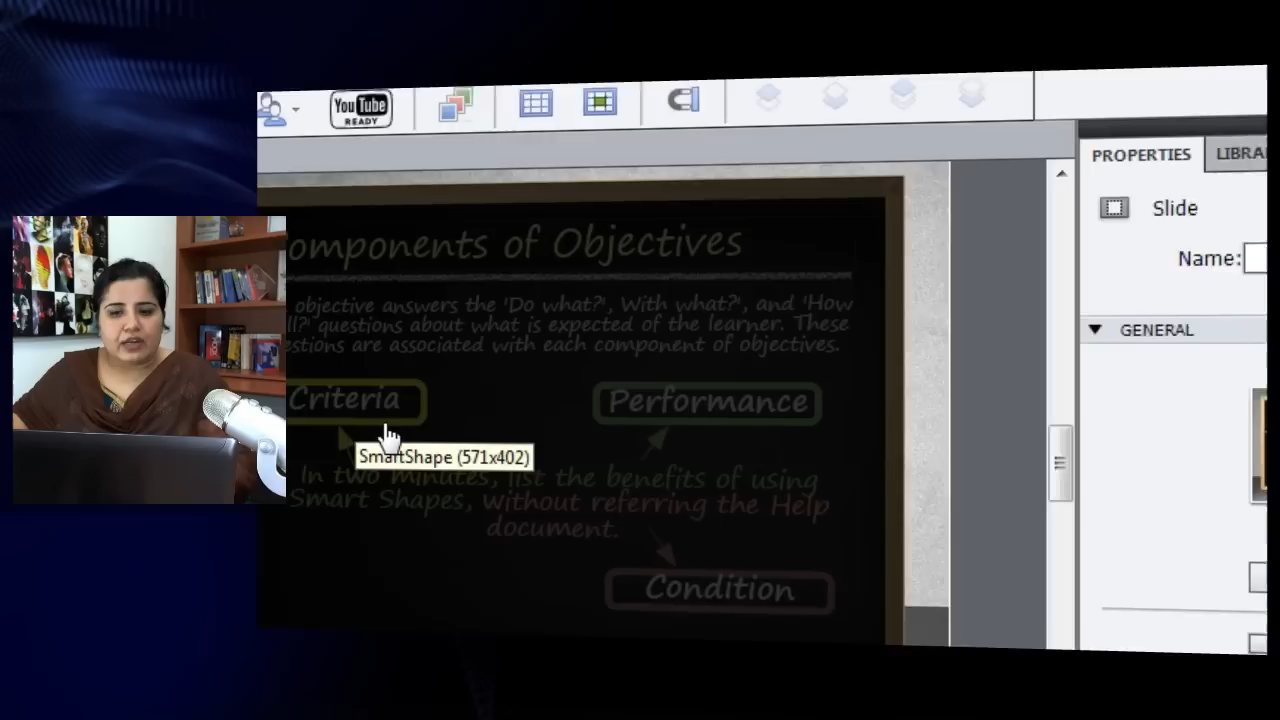 You Tube
READY
PROPERTIES
LIBRA
Slide
Name:
GENERAL
omponents of Objectives
objective answers the 'Do what?', With what?', and 'How
ll?' questions about what is expected of the learner. These
estions are associated with each component of objectives.
Criteria
Performance
SmartShape (571x402)
In two minutes, list the benefits of using
Smart Shapes, without referring the Help
document.
Condition